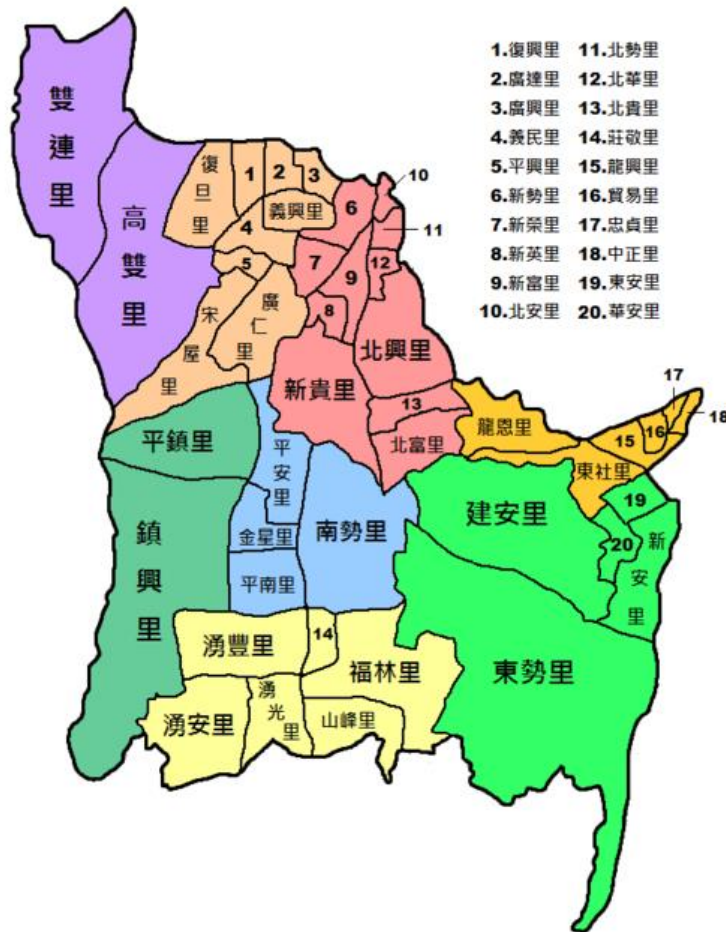 1.復興里 11.北勢里
2.廣達里 12.北華里
3.廣興里 13.北貴里
4.義民里 14.莊敬里
5.平興里 15.龍興里
6.新勢里 16.貿易里
7.新榮里 17.忠貞里
8.新英里 18.中正里
9.新富里 19.東安里
10.北安里 20.華安里
雙連里
高雙里
復旦里
1
2
3
義興里
4
5
6
7
8
9
10
11
12
宋屋里
廣仁里
北興里
新貴里
13
北富里
龍恩里
15
16
17
18
東社里
平鎮里
平安里
鎮興里
金星里
南勢里
平南里
建安里
19
20
新安里
東勢里
湧豐里
14
福林里
湧安里
湧光里
山峰里